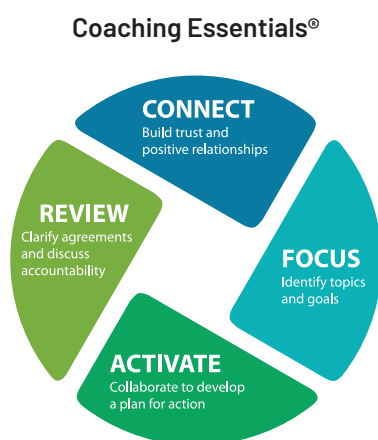 Coaching Essentials®
CONNECT
Build trust and
positive relationships
FOCUS
Identify topics
and goals
ACTIVATE
Collaborate to develop
a plan for action
REVIEW
Clarify agreements
and discuss
accountability